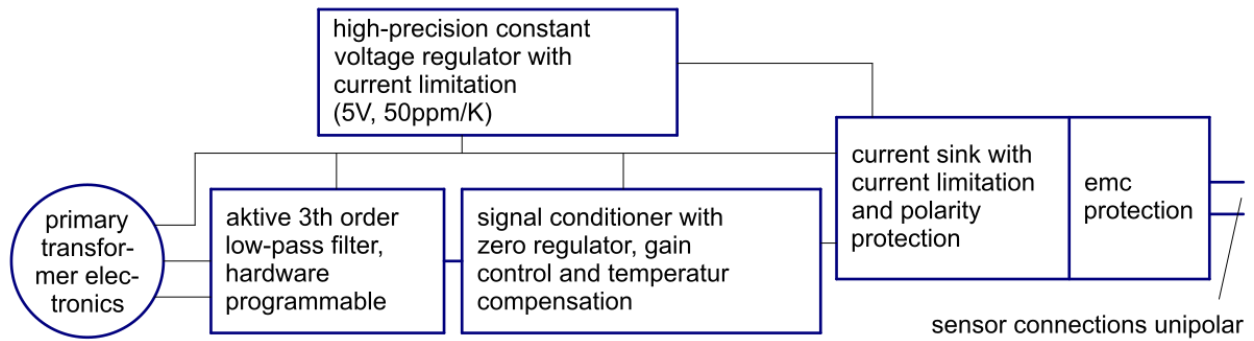 high-precision constant
voltage regulator with
current limitation
(5V, 50ppm/K)
primary
transfor-
mer elec-
tronics
aktive 3th order
low-pass filter,
hardware
programmable
signal conditioner with
zero regulator, gain
control and temperatur
compensation
current sink with
current limitation
and polarity
protection
emc
protection
sensor connections unipolar